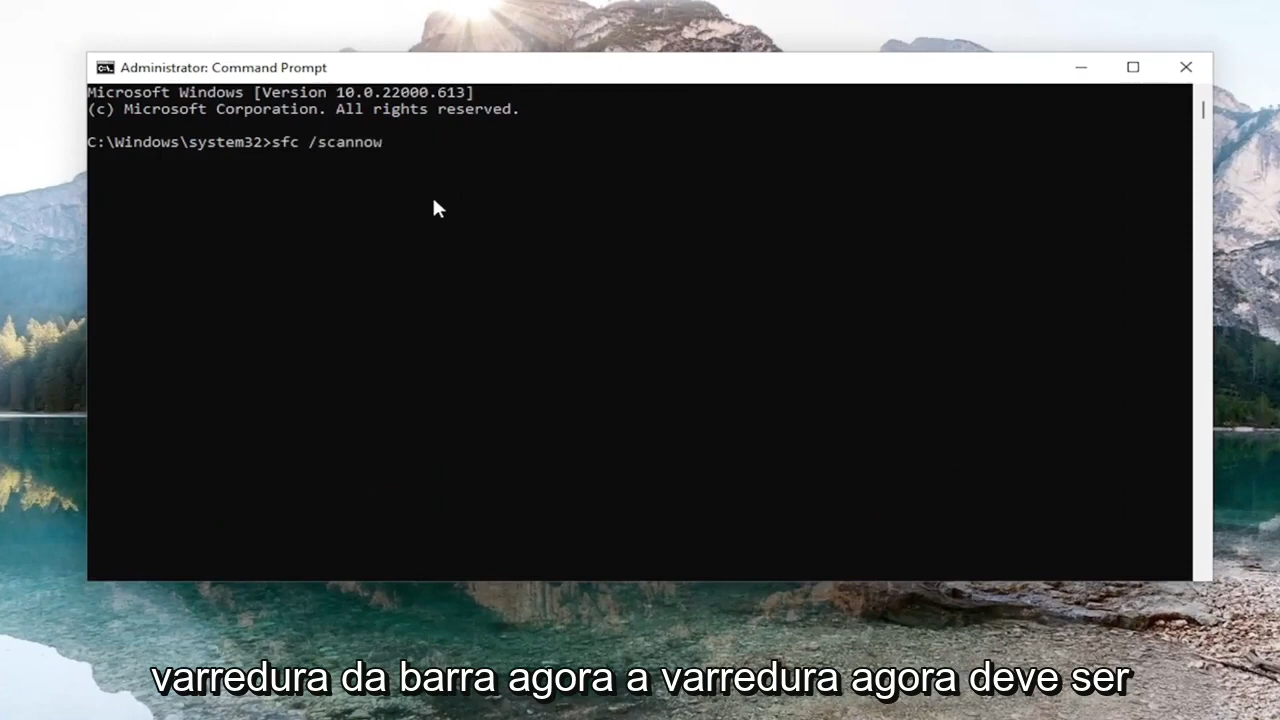 Administrator: Command Prompt
Microsoft Windows [Version 10.0.22000.613]
(c) Microsoft Corporation. All rights reserved.
C:\Windows\system32>sfc /scannow
varredura da barra agora a varredura agora deve ser